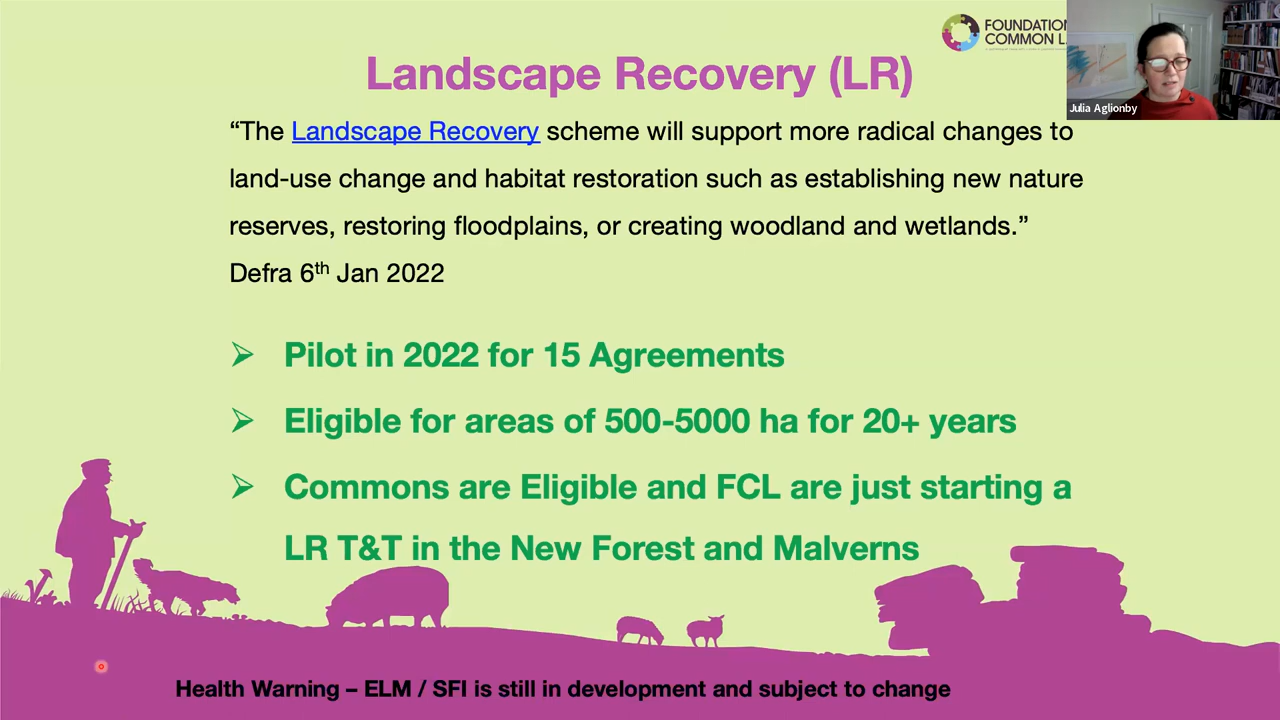 FOUNDATION
COMMON L
Landscape Recovery (LR)
Julia Aglionby
“The Landscape Recovery scheme will support more radical changes to
land-use change and habitat restoration such as establishing new nature
reserves, restoring floodplains, or creating woodland and wetlands.”
Defra 6th Jan 2022
➢ Pilot in 2022 for 15 Agreements
➢ Eligible for areas of 500-5000 ha for 20+ years
➢ Commons are Eligible and FCL are just starting a
LR T&T in the New Forest and Malverns
Health Warning – ELM / SFI is still in development and subject to change